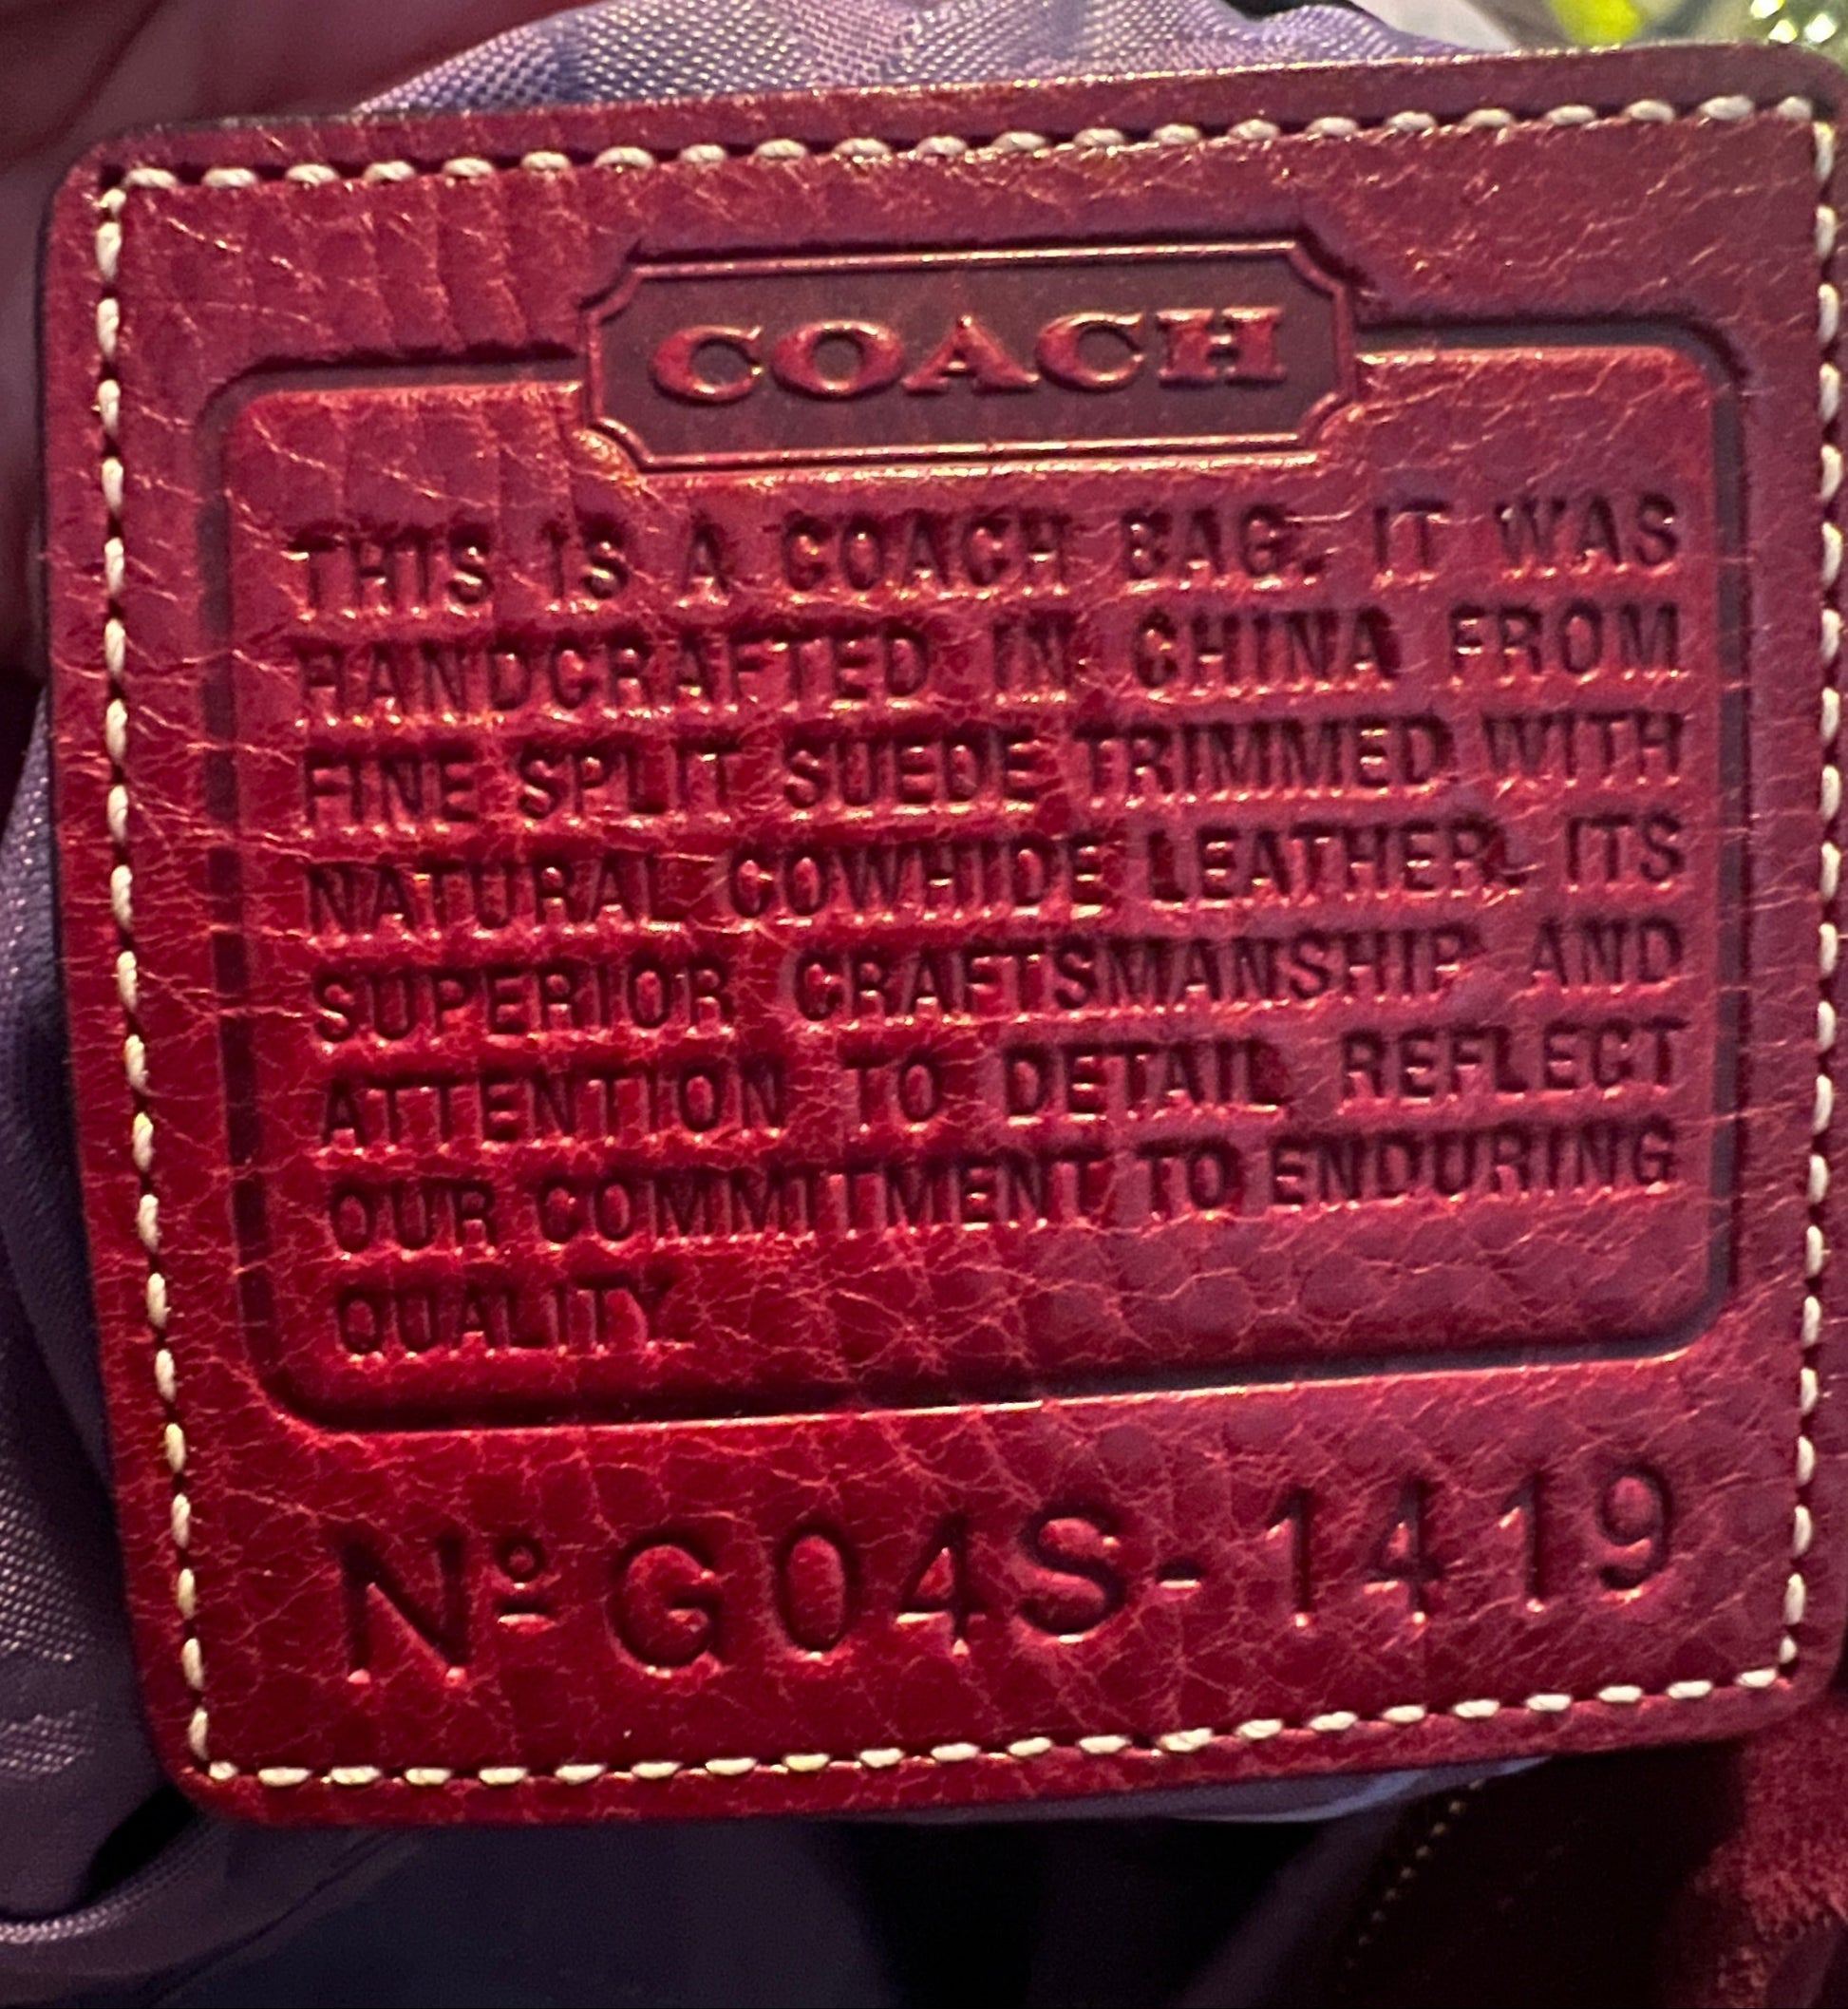 COACH
THIS IS A COACH BAG. IT WAS
HANDCRAFTED IN CHINA FROM
FINE SPLIT SUEDE TRIMMED WITH
NATURAL COWHIDE LEATHER. ITS
SUPERIOR CRAFTSMANSHIP AND
ATTENTION TO DETAIL REFLECT
OUR COMMITMENT TO ENDURING
QUALITY.
Nº G04S-1419